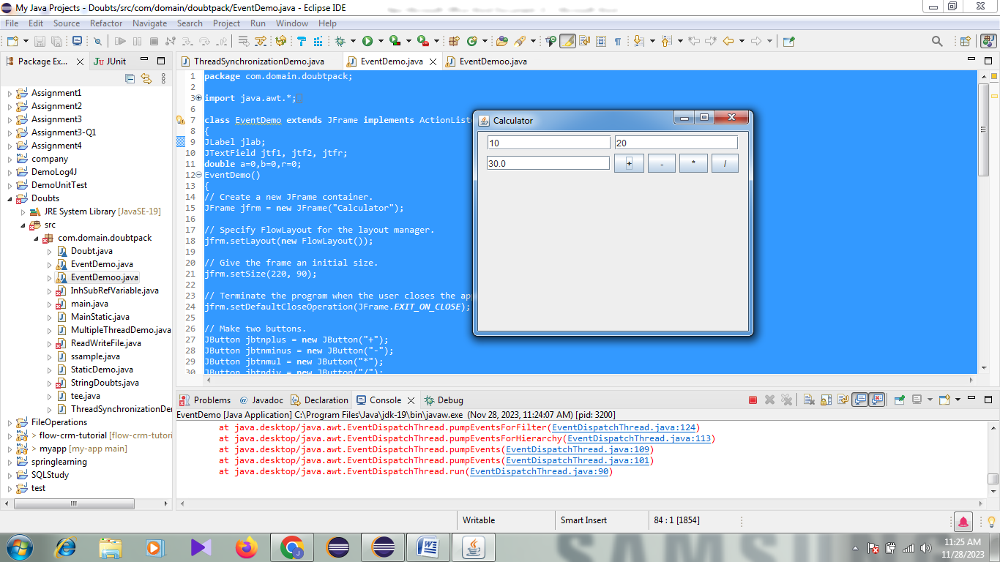 My Java Projects - Doubts/src/com/domain/doubtpack/EventDemo.java - Eclipse IDE
File Edit Source Refactor Navigate Search Project Run Window Help
Package Ex... JUnit
ThreadSynchronizationDemo.java EventDemo.java EventDemoo.java
Assignment1
Assignment2
Assignment3
Assignment3-Q1
Assignment4
company
DemoLog4J
DemoUnitTest
Doubts
JRE System Library [JavaSE-19]
src
com.domain.doubtpack
Doubt.java
EventDemo.java
EventDemoo.java
InhSubRefVariable.java
main.java
MainStatic.java
MultipleThreadDemo.java
ReadWriteFile.java
ssample.java
StaticDemo.java
StringDoubts.java
tee.java
ThreadSynchronizationDe
FileOperations
> flow-crm-tutorial [flow-crm-tutori
> myapp [my-app main]
springlearning
SQLStudy
test
1 package com.domain.doubtpack;
2
3 import java.awt.*;
6
7 class EventDemo extends JFrame implements ActionList
8 {
9 JLabel jlab;
10 JTextField jtf1, jtf2, jtfr;
11 double a=0,b=0,r=0;
12 EventDemo()
13 {
14 // Create a new JFrame container.
15 JFrame jfrm = new JFrame("Calculator");
16
17 // Specify FlowLayout for the layout manager.
18 jfrm.setLayout(new FlowLayout());
19
20 // Give the frame an initial size.
21 jfrm.setSize(220, 90);
22
23 // Terminate the program when the user closes the ap
24 jfrm.setDefaultCloseOperation(JFrame.EXIT_ON_CLOSE);
25
26 // Make two buttons.
27 JButton jbtnplus = new JButton("+");
28 JButton jbtnminus = new JButton("-");
29 JButton jbtnmul = new JButton("*");
30 JButton jbtndiv = new JButton("/");
Calculator
10 20
30.0 + - * /
Problems @ Javadoc Declaration Console Debug
EventDemo [Java Application] C:\Program Files\Java\jdk-19\bin\javaw.exe (Nov 28, 2023, 11:24:07 AM) [pid: 3200]
at java.desktop/java.awt.EventDispatchThread.pumpEventsForFilter(EventDispatchThread.java:124)
at java.desktop/java.awt.EventDispatchThread.pumpEventsForHierarchy(EventDispatchThread.java:113)
at java.desktop/java.awt.EventDispatchThread.pumpEvents(EventDispatchThread.java:109)
at java.desktop/java.awt.EventDispatchThread.pumpEvents(EventDispatchThread.java:101)
at java.desktop/java.awt.EventDispatchThread.run(EventDispatchThread.java:90)
Writable Smart Insert 84 : 1 [1854]
11:25 AM
11/28/2023